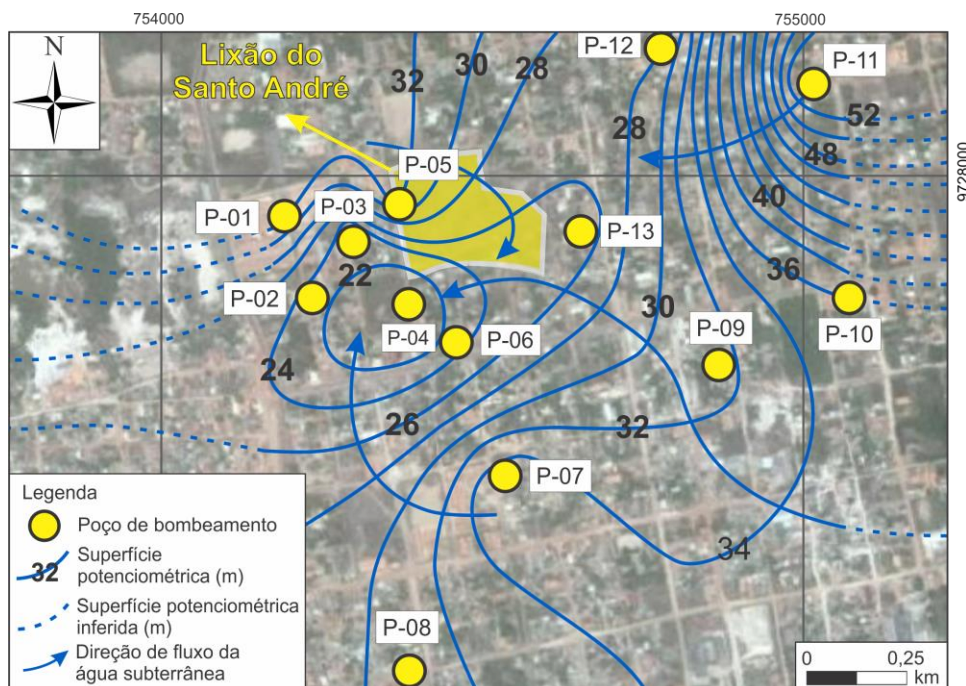 754000
755000
N
Lixão do
Santo André
32
30
28
P-12
P-11
28
52
48
9728000
P-05
P-01
P-03
40
P-13
22
36
P-02
30
P-10
P-04
P-06
P-09
24
26
32
P-07
34
Legenda
Poço de bombeamento
32
Superfície
potenciométrica (m)
Superfície potenciométrica
inferida (m)
Direção de fluxo da
água subterrânea
P-08
0
0,25
km